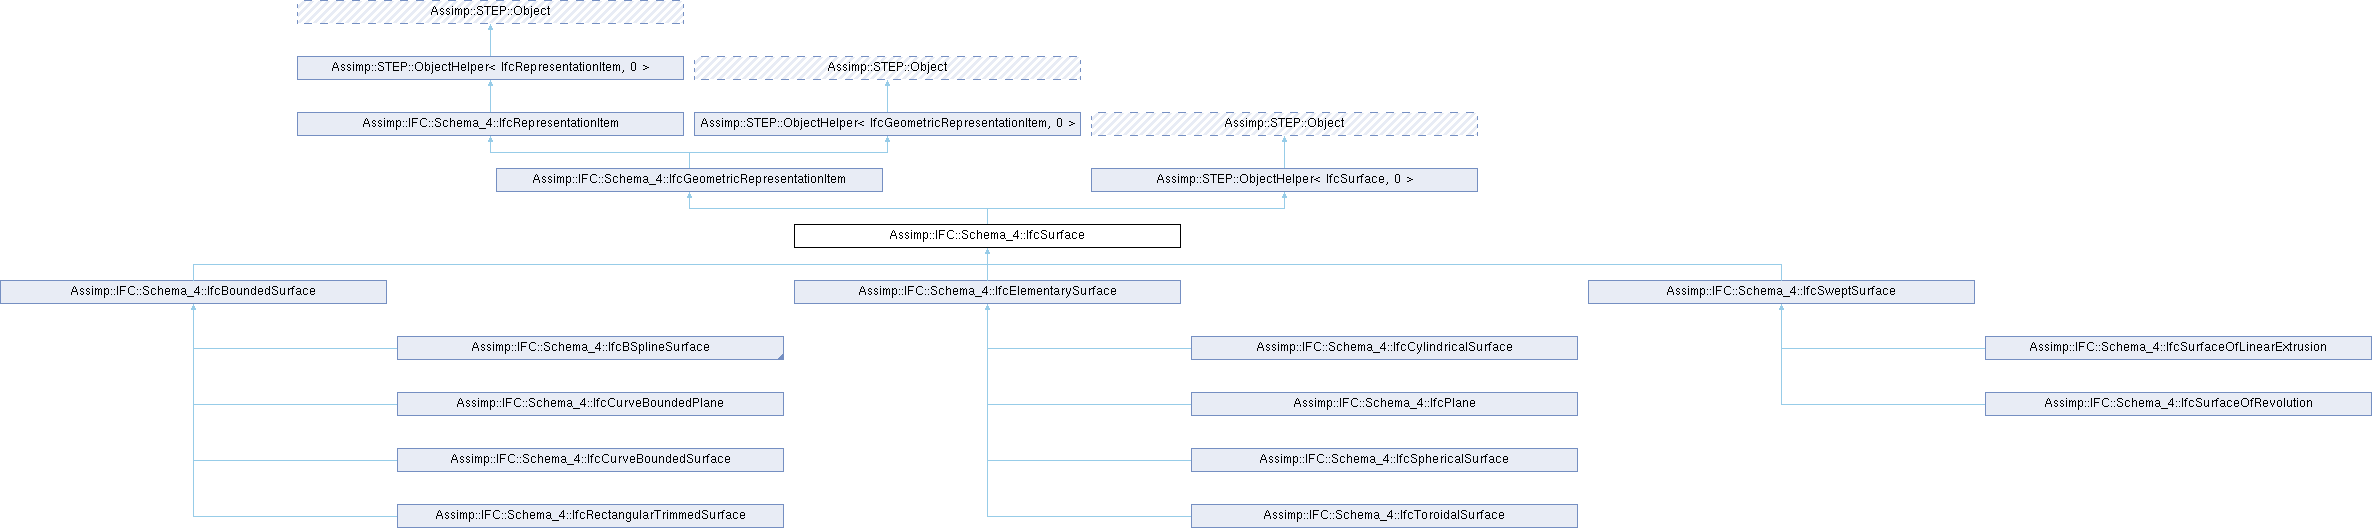 Assimp::STEP::Object
Assimp::STEP::ObjectHelper< IfcRepresentationItem, 0 >
Assimp::STEP::Object
Assimp::IFC::Schema_4::IfcRepresentationItem
Assimp::STEP::ObjectHelper< IfcGeometricRepresentationItem, 0 >
Assimp::STEP::Object
Assimp::IFC::Schema_4::IfcGeometricRepresentationItem
Assimp::STEP::ObjectHelper< IfcSurface, 0 >
Assimp::IFC::Schema_4::IfcSurface
Assimp::IFC::Schema_4::IfcBoundedSurface
Assimp::IFC::Schema_4::IfcElementarySurface
Assimp::IFC::Schema_4::IfcSweptSurface
Assimp::IFC::Schema_4::IfcBSplineSurface
Assimp::IFC::Schema_4::IfcCylindricalSurface
Assimp::IFC::Schema_4::IfcSurfaceOfLinearExtrusion
Assimp::IFC::Schema_4::IfcCurveBoundedPlane
Assimp::IFC::Schema_4::IfcPlane
Assimp::IFC::Schema_4::IfcSurfaceOfRevolution
Assimp::IFC::Schema_4::IfcCurveBoundedSurface
Assimp::IFC::Schema_4::IfcSphericalSurface
Assimp::IFC::Schema_4::IfcRectangularTrimmedSurface
Assimp::IFC::Schema_4::IfcToroidalSurface